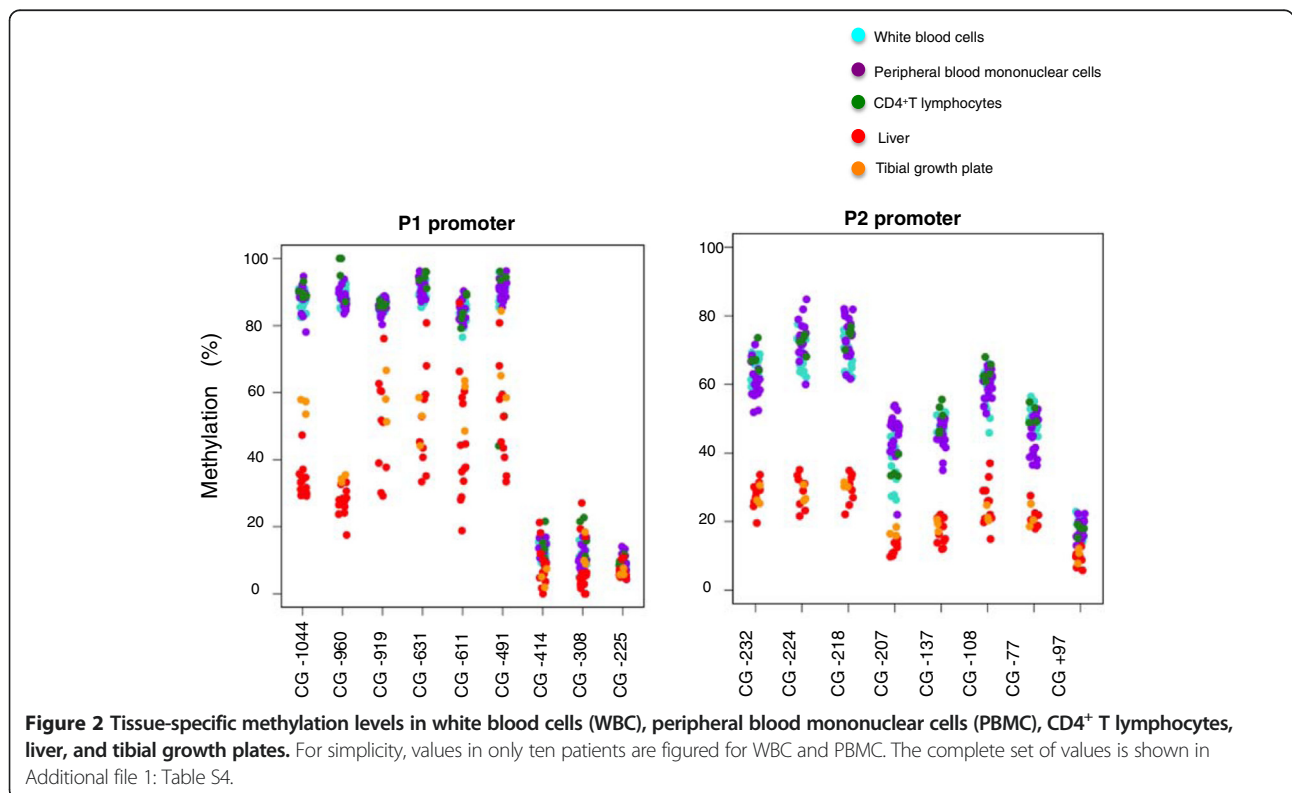 White blood cells
Peripheral blood mononuclear cells
CD4+T lymphocytes
Liver
Tibial growth plate
P1 promoter
P2 promoter
Methylation (%)
100
80
60
40
20
0
100
80
60
40
20
0
CG -1044
CG -960
CG -919
CG -631
CG -611
CG -491
CG -414
CG -308
CG -225
CG -232
CG -224
CG -218
CG -207
CG -137
CG -108
CG -77
CG +97
Figure 2 Tissue-specific methylation levels in white blood cells (WBC), peripheral blood mononuclear cells (PBMC), CD4+ T lymphocytes,
liver, and tibial growth plates. For simplicity, values in only ten patients are figured for WBC and PBMC. The complete set of values is shown in
Additional file 1: Table S4.